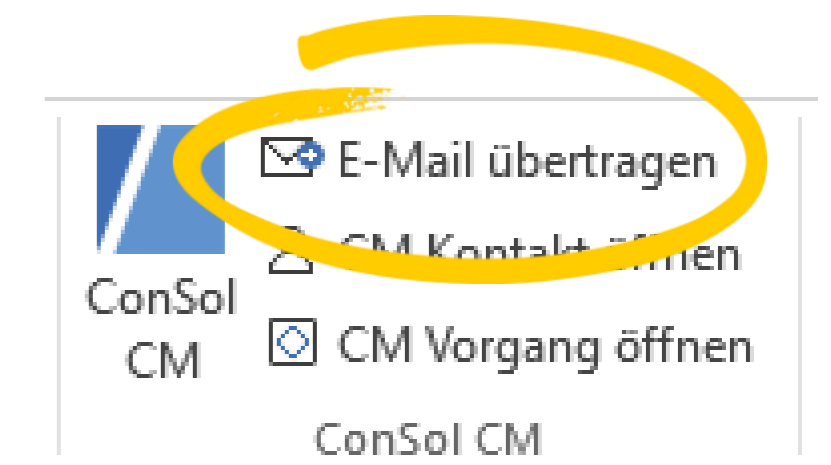 E-Mail übertragen
CM Kontakt öffnen
CM Vorgang öffnen
ConSol
CM
ConSol CM